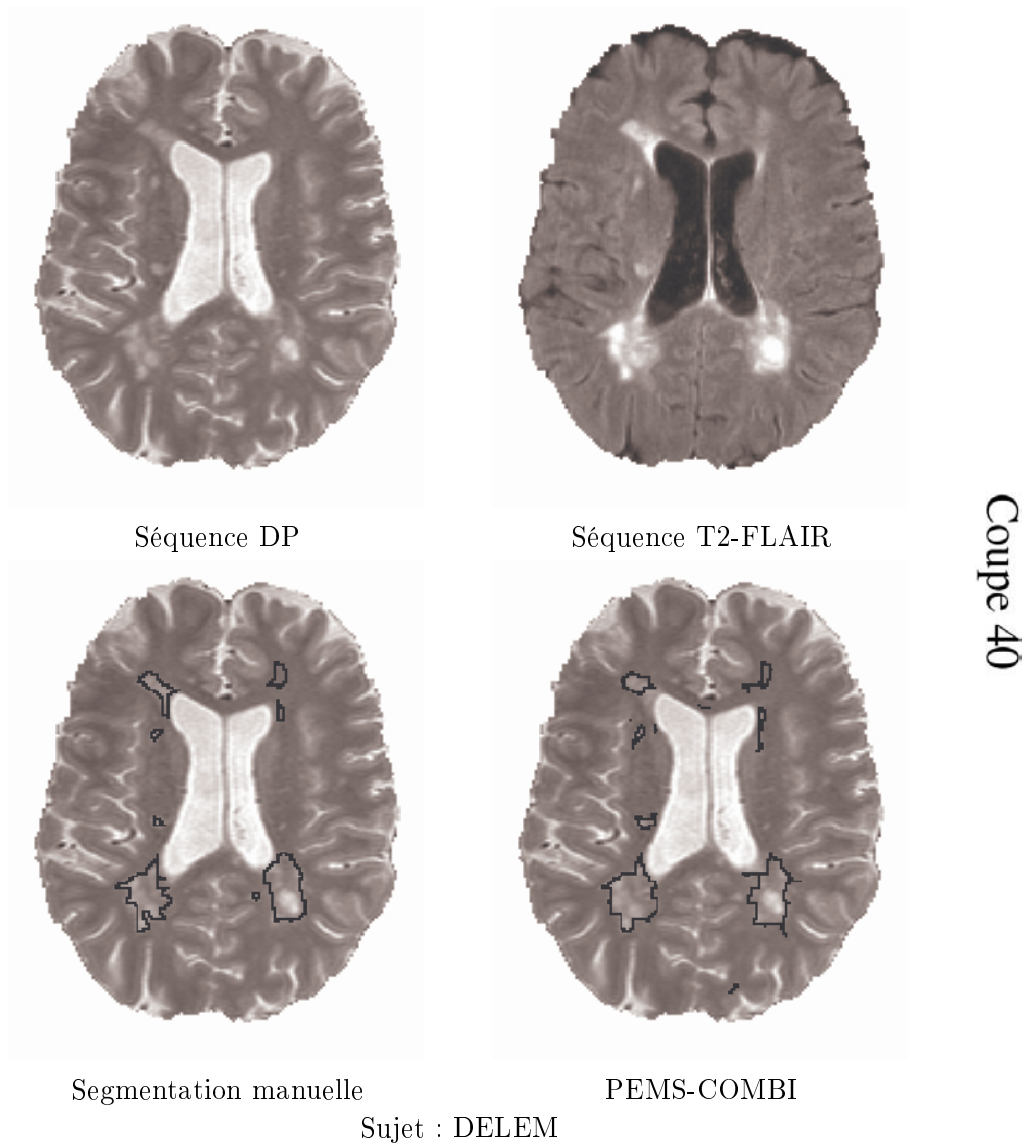 Séquence DP
Séquence T2-FLAIR
Coupe 40
Segmentation manuelle
PEMS-COMBI
Sujet : DELEM